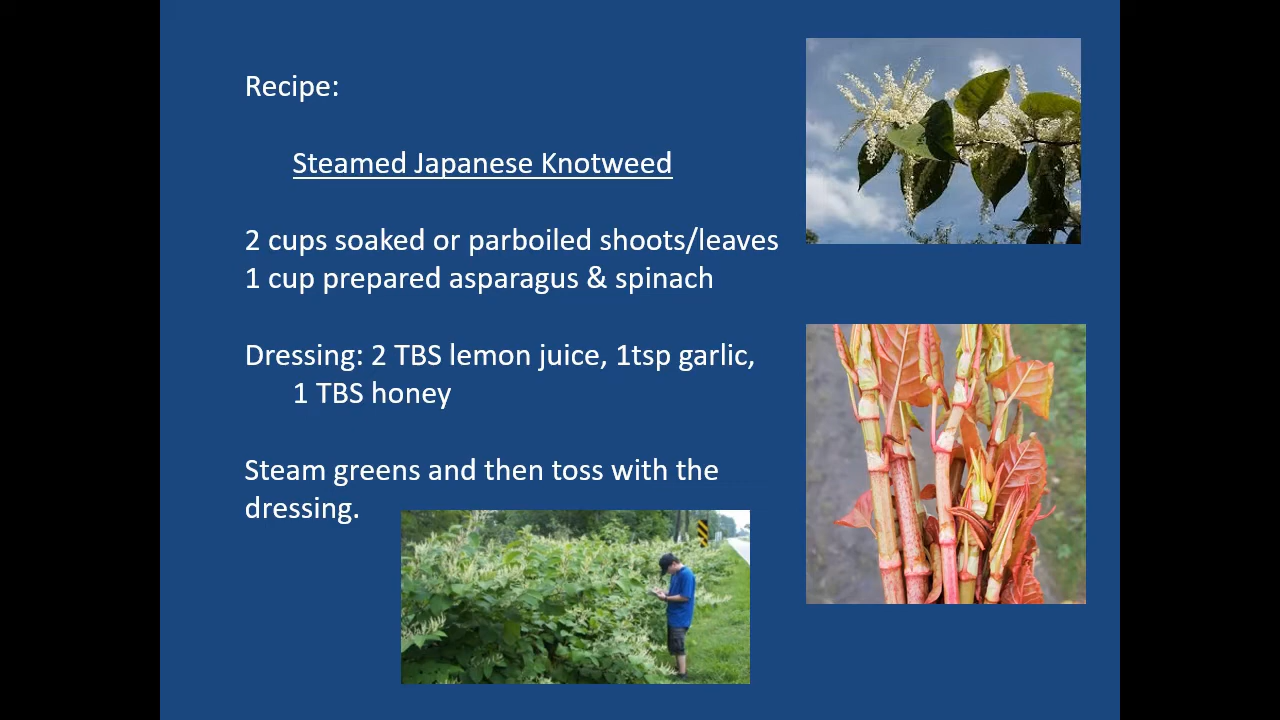 Recipe:
Steamed Japanese Knotweed
2 cups soaked or parboiled shoots/leaves
1 cup prepared asparagus & spinach
Dressing: 2 TBS lemon juice, 1tsp garlic,
1 TBS honey
Steam greens and then toss with the
dressing.